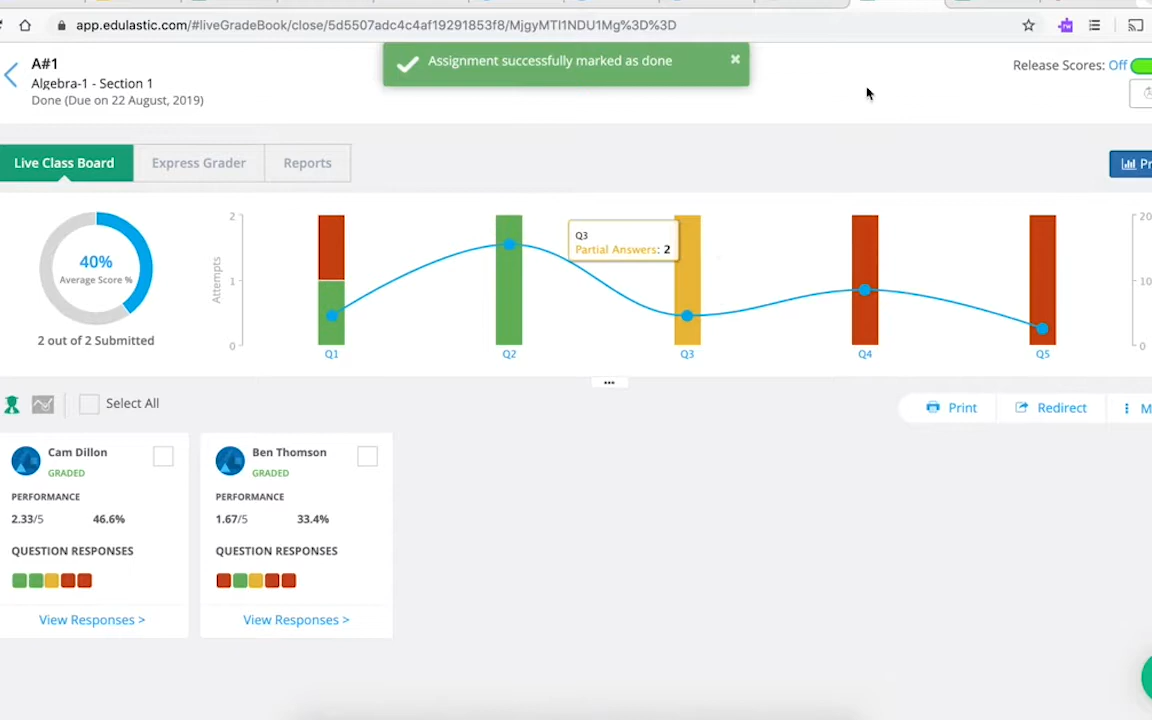 app.edulastic.com/#liveGradeBook/close/5d5507adc4c4af19291853f8/MjgyMTI1NDU1Mg%3D%3D
Assignment successfully marked as done
A#1
Algebra-1 - Section 1
Done (Due on 22 August, 2019)
Release Scores: Off
Live Class Board Express Grader Reports
Pr
40%
Average Score %
2 out of 2 Submitted
Attempts
2
1
0
Q3
Partial Answers: 2
20
10
0
Q1 Q2 Q3 Q4 Q5
Select All
Print Redirect M
Cam Dillon
GRADED
PERFORMANCE
2.33/5 46.6%
QUESTION RESPONSES
View Responses >
Ben Thomson
GRADED
PERFORMANCE
1.67/5 33.4%
QUESTION RESPONSES
View Responses >